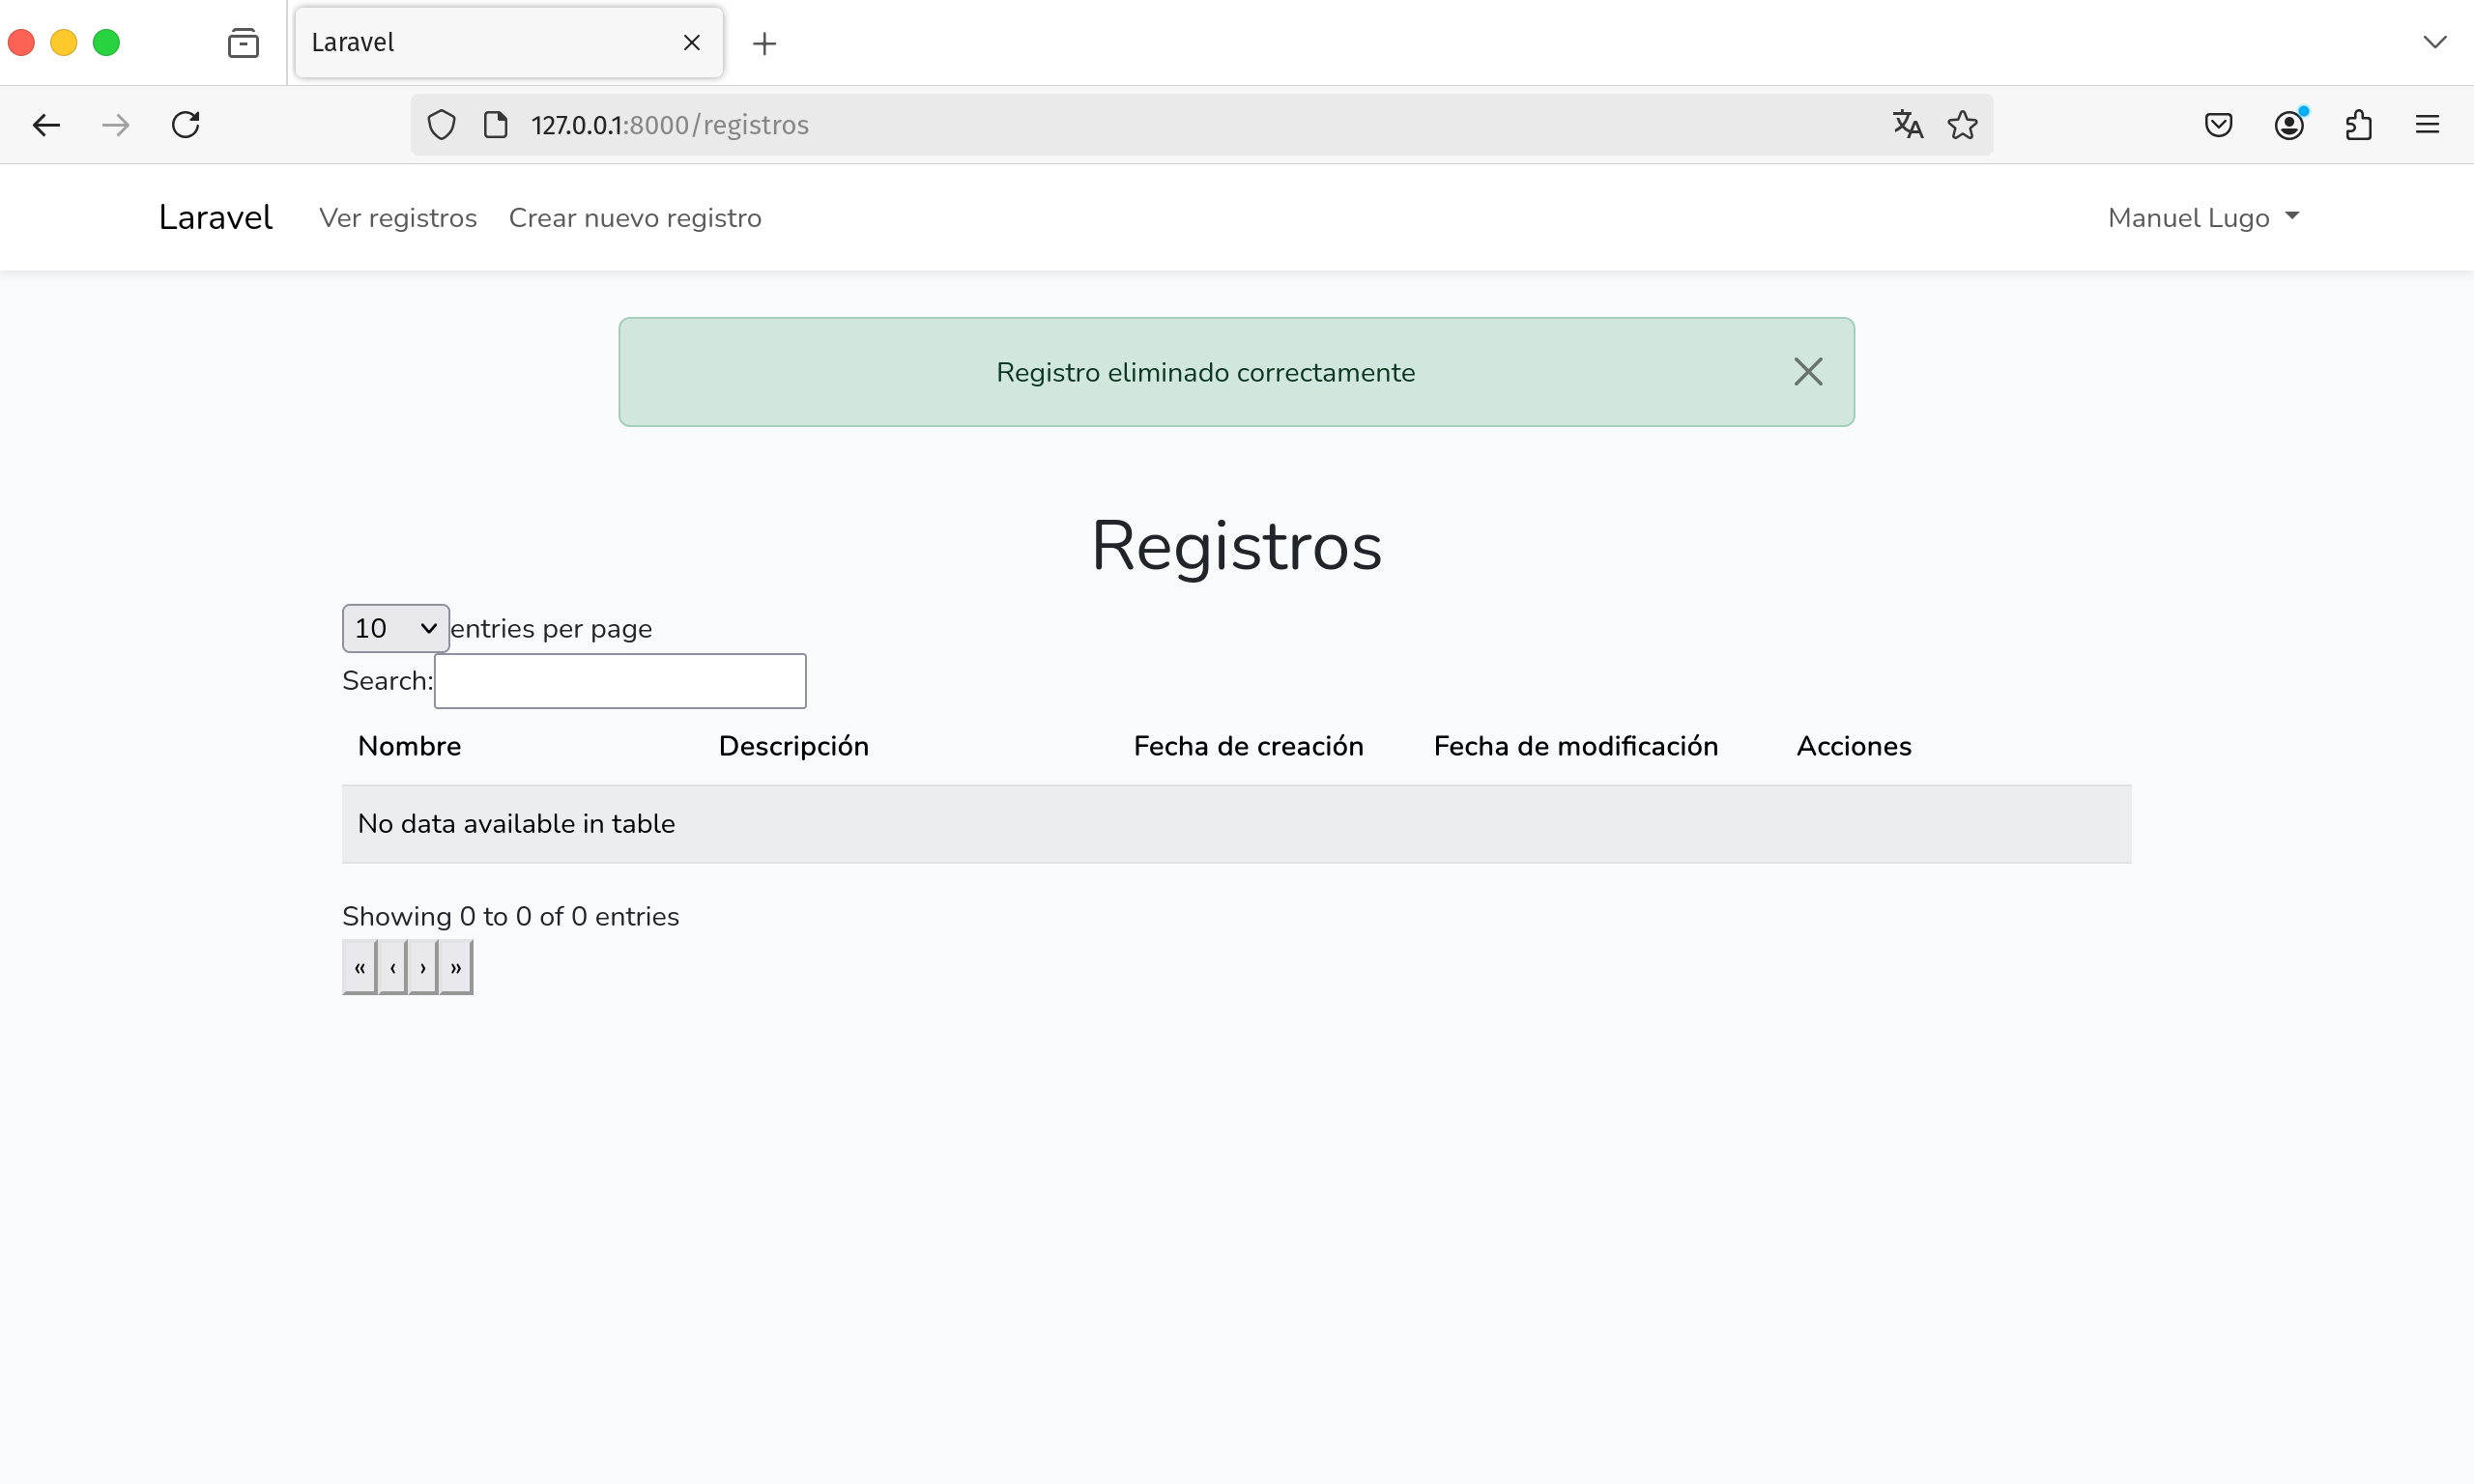 Laravel
127.0.0.1:8000/registros
Laravel Ver registros Crear nuevo registro Manuel Lugo
Registro eliminado correctamente
Registros
10 entries per page
Search:
Nombre Descripción Fecha de creación Fecha de modificación Acciones
No data available in table
Showing 0 to 0 of 0 entries
« ‹ › »